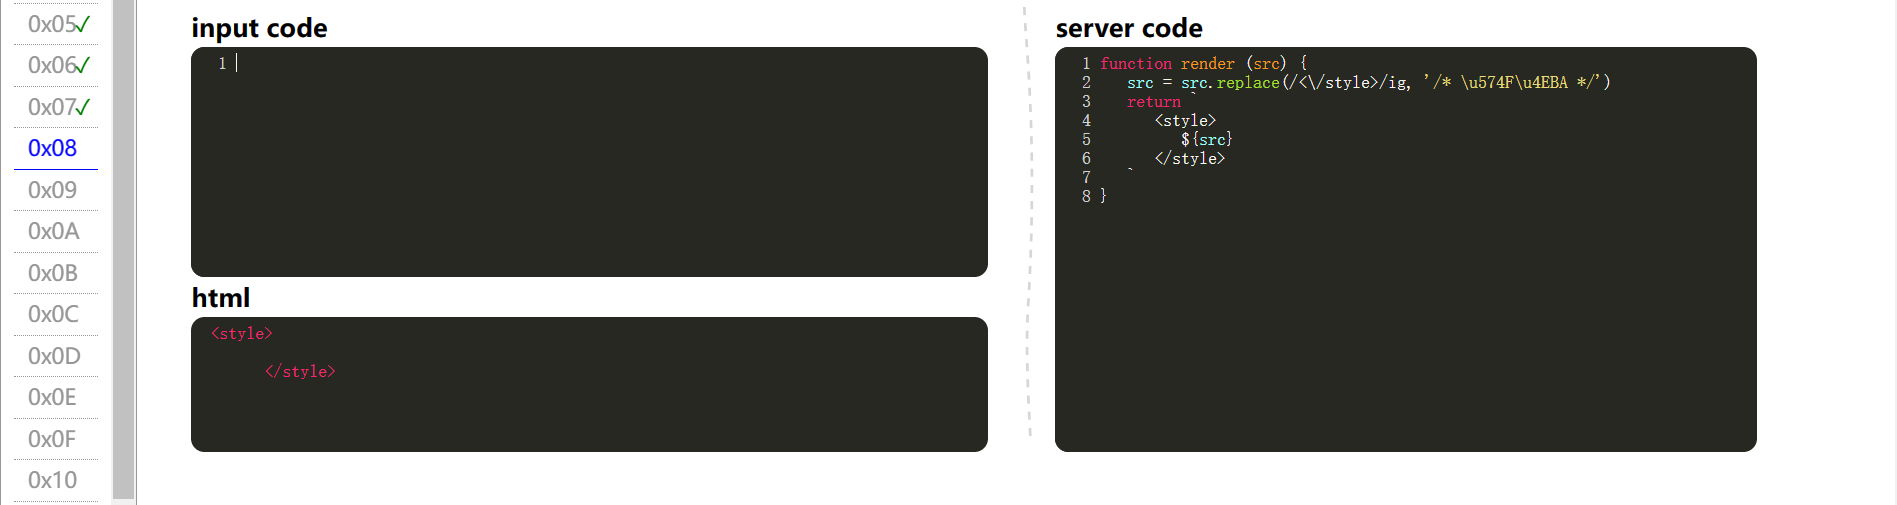 0x05✓
0x06✓
0x07✓
0x08
0x09
0x0A
0x0B
0x0C
0x0D
0x0E
0x0F
0x10
input code
1
html
<style>
</style>
server code
1 function render (src) {
2 src = src.replace(/<\/style>/ig, '/* \u574F\u4EBA */')
3 return `
4 <style>
5 ${src}
6 </style>
7 `
8 }